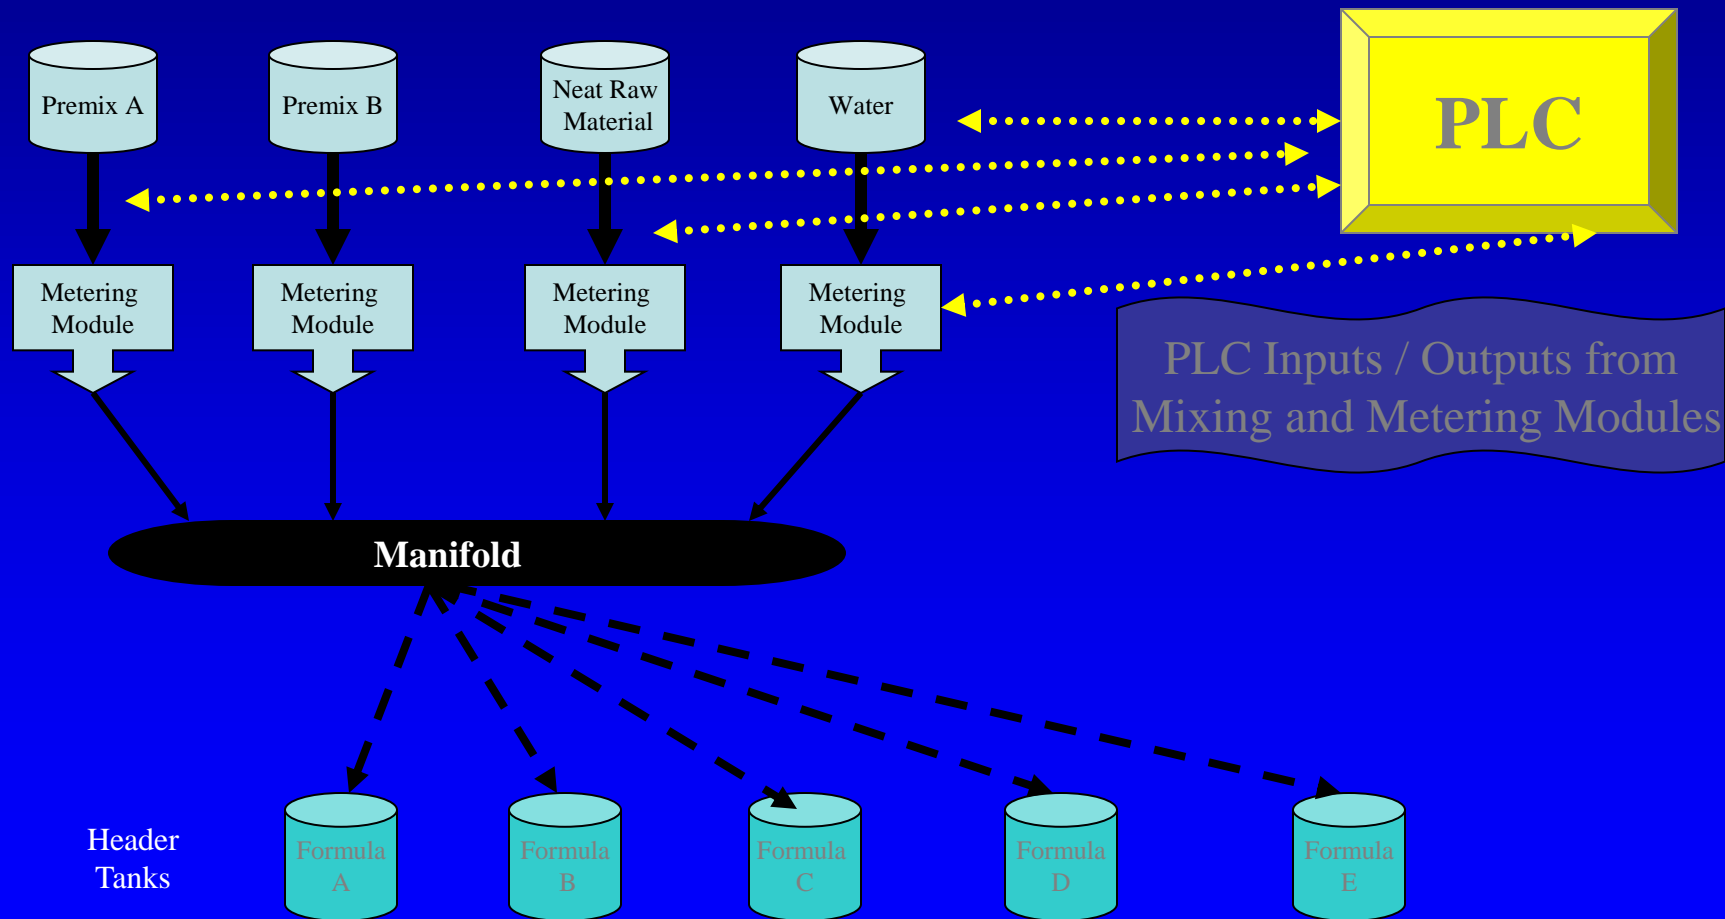 Premix A
Premix B
Neat Raw
Material
Water
PLC
Metering
Module
Metering
Module
Metering
Module
Metering
Module
PLC Inputs / Outputs from
Mixing and Metering Modules
Manifold
Header
Tanks
Formula
A
Formula
B
Formula
C
Formula
D
Formula
E